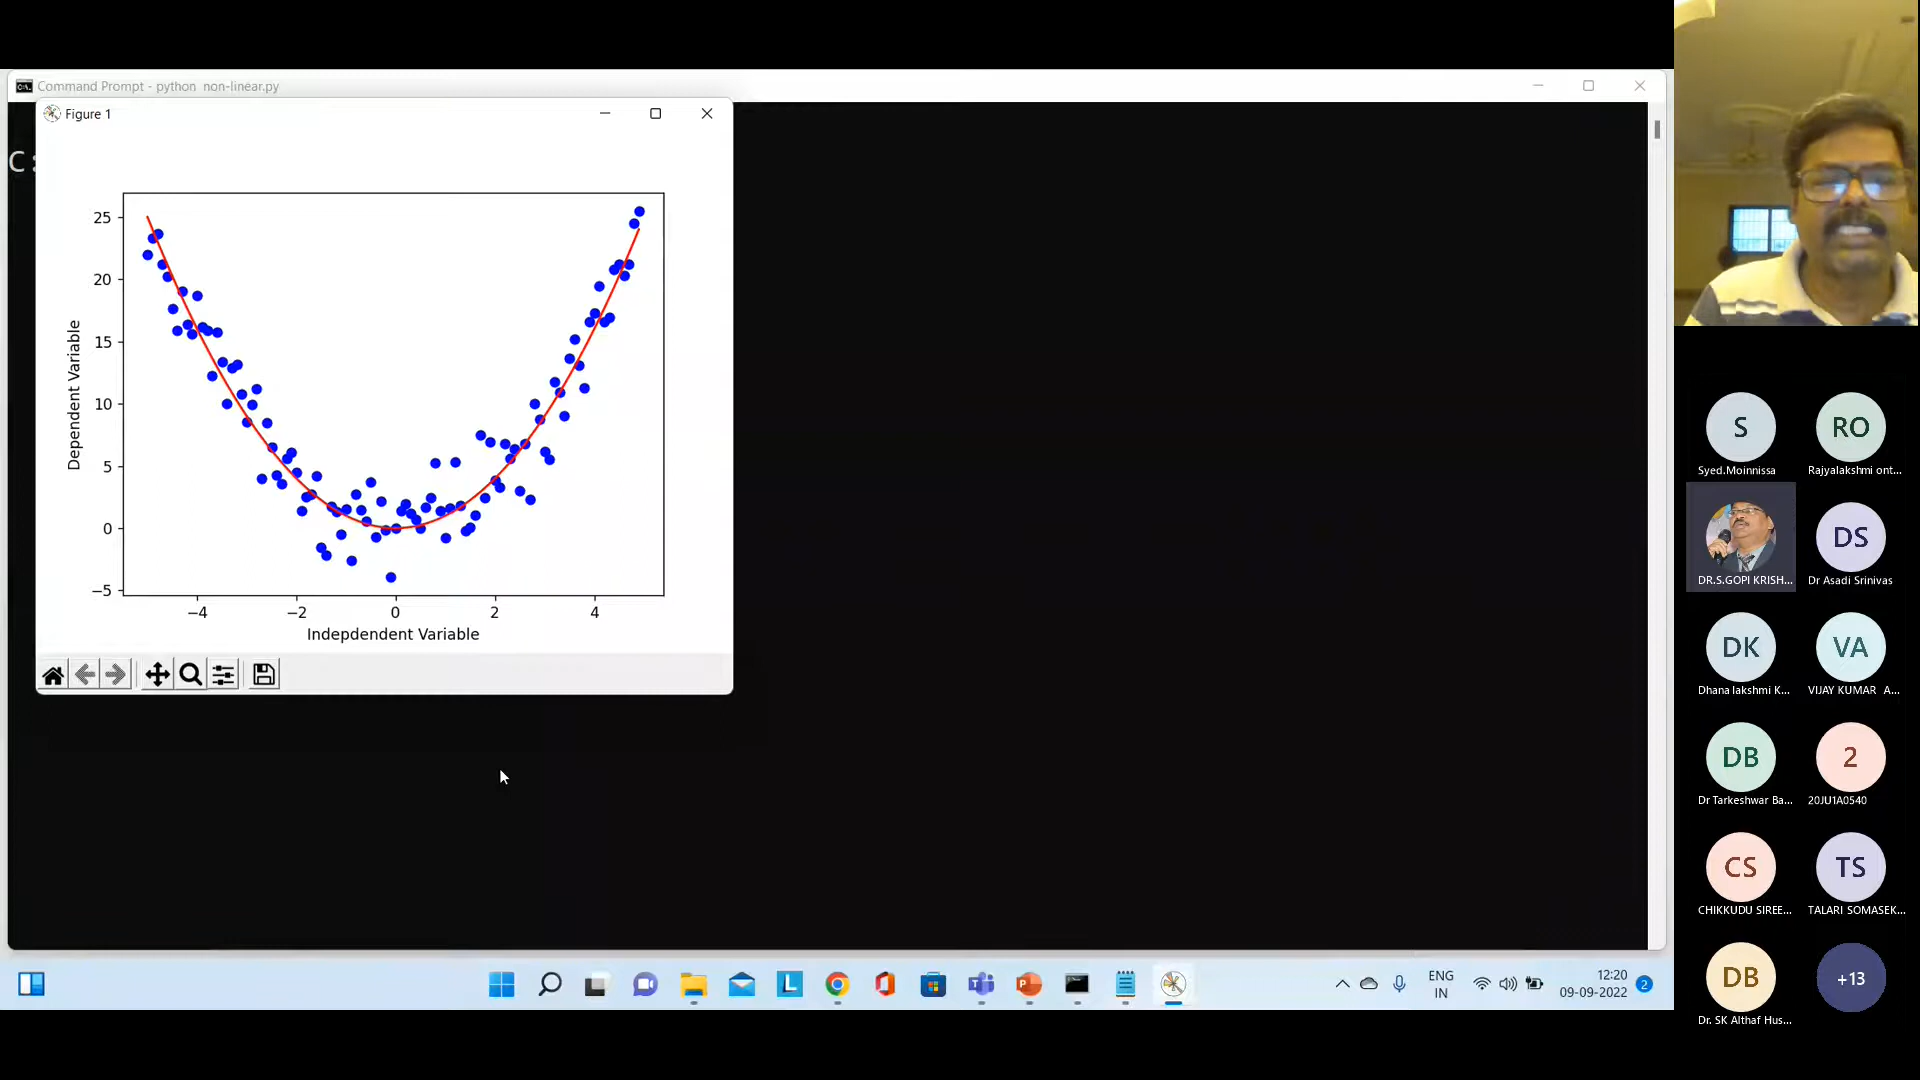 Command Prompt - python  non-linear.py
Figure 1
C:
25
20
15
10
5
0
−5
−4
−2
0
2
4
Dependent Variable
Indepdendent Variable
S
Syed.Moinnissa
RO
Rajyalakshmi ont...
DR.S.GOPI KRISH...
DS
Dr Asadi Srinivas
DK
Dhana lakshmi K...
VA
VIJAY KUMAR A...
DB
Dr Tarkeshwar Ba...
2
20JU1A0540
CS
CHIKKUDU SIREE...
TS
TALARI SOMASEK...
DB
Dr. SK Althaf Hus...
+13
L
ENG
IN
12:20
09-09-2022
2